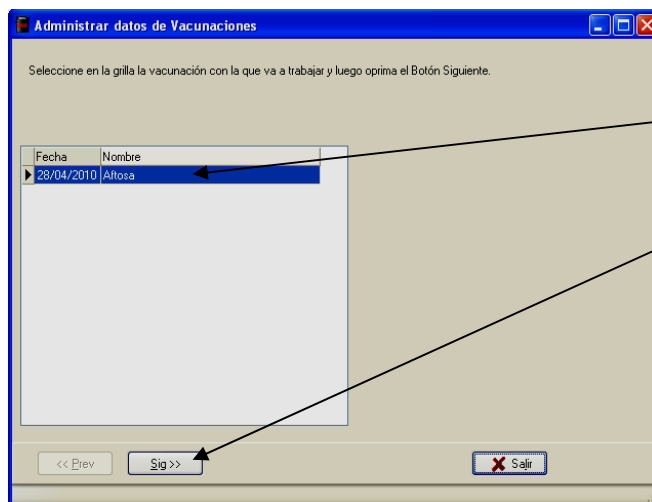 Administrar datos de Vacunaciones
Seleccione en la grilla la vacunación con la que va a trabajar y luego oprima el Botón Siguiente.
Fecha Nombre
28/04/2010 Aftosa
<< Prev Sig >> Salir